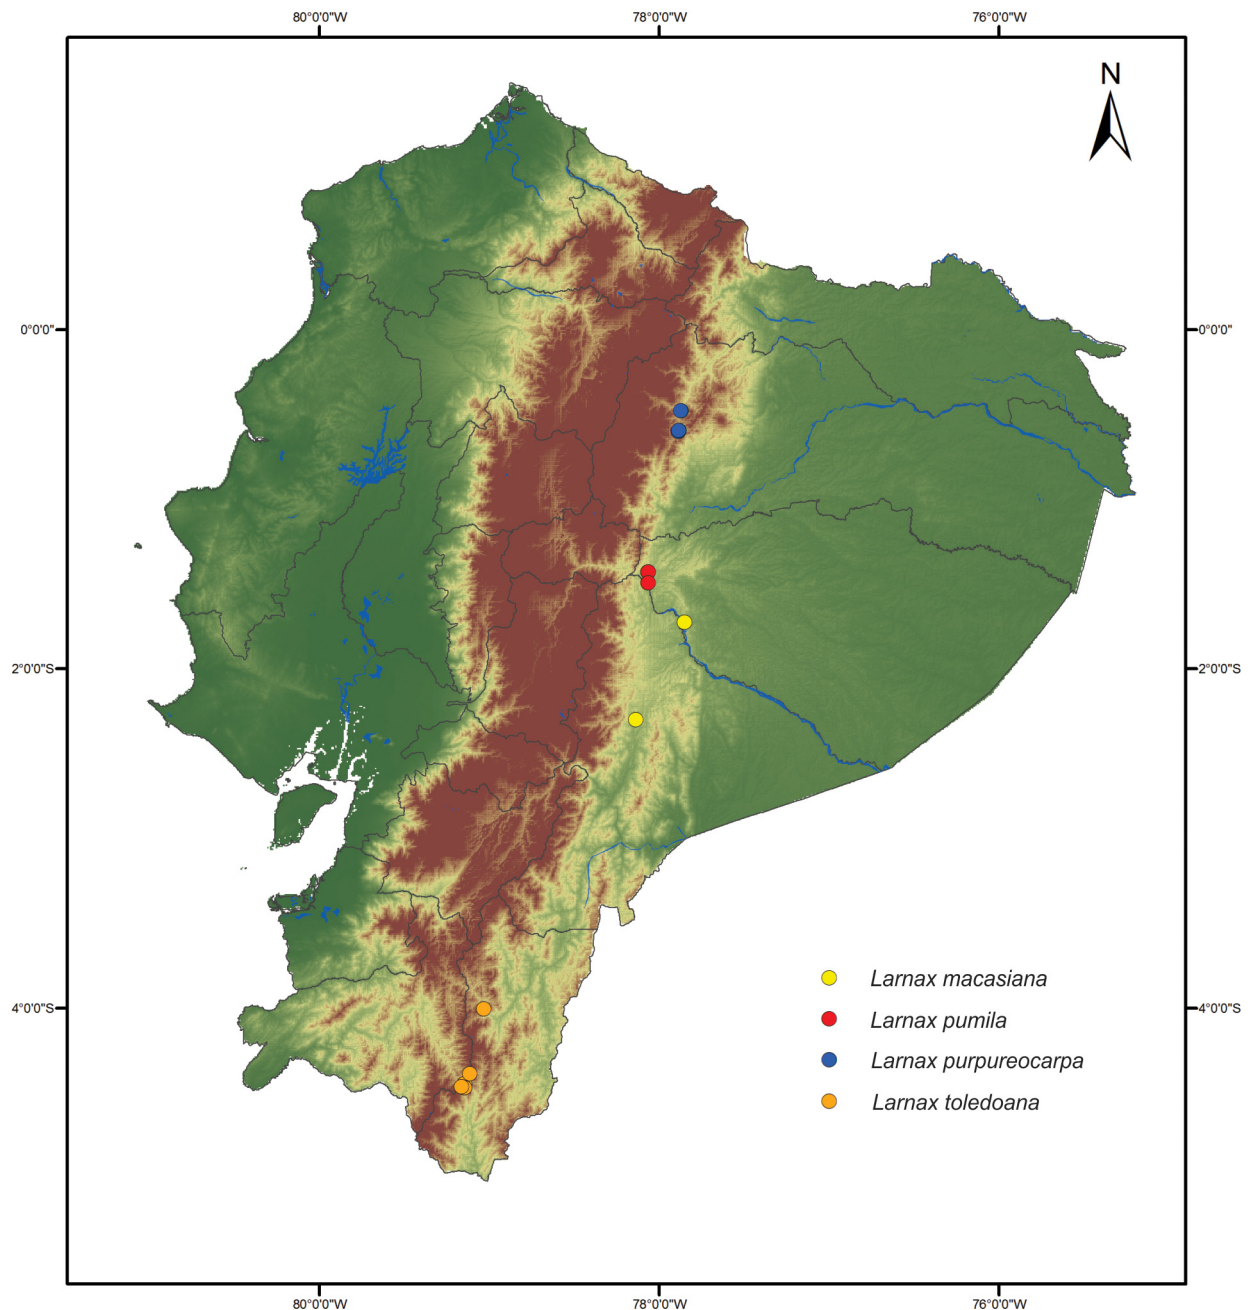 80°0'0"W 78°0'0"W 76°0'0"W
N
0°0'0" 0°0'0"
2°0'0"S 2°0'0"S
4°0'0"S 4°0'0"S
Larnax macasiana
Larnax pumila
Larnax purpureocarpa
Larnax toledoana
80°0'0"W 78°0'0"W 76°0'0"W